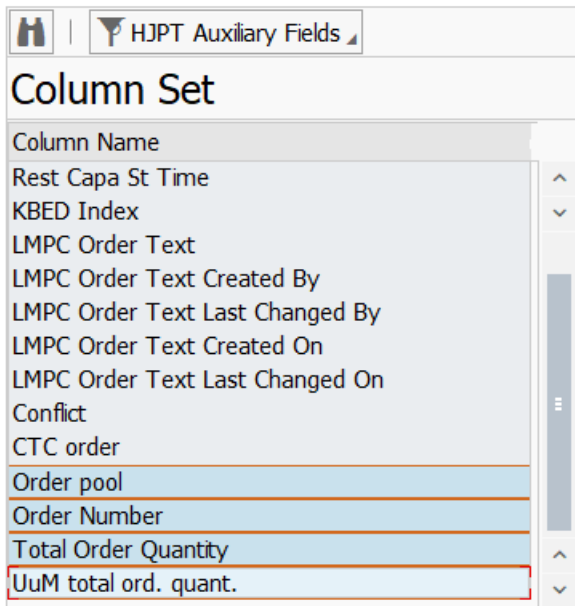 HJPT Auxiliary Fields
Column Set
Column Name
Rest Capa St Time
KBED Index
LMPC Order Text
LMPC Order Text Created By
LMPC Order Text Last Changed By
LMPC Order Text Created On
LMPC Order Text Last Changed On
Conflict
CTC order
Order pool
Order Number
Total Order Quantity
UuM total ord. quant.